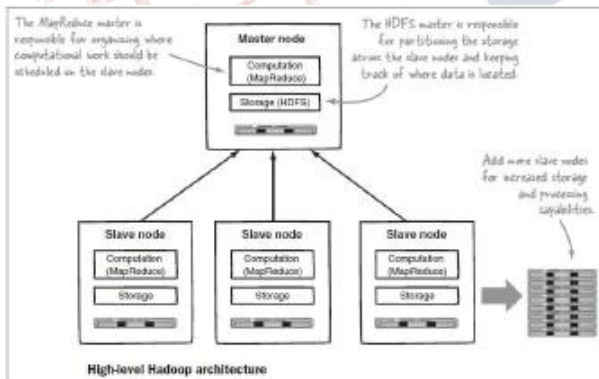 The MapReduce master is
responsible for organizing where
computational work should be
scheduled on the slave nodes.
The HDFS master is responsible
for partitioning the storage
across the slave nodes and keeping
track of where data is located.
Master node
Computation
(MapReduce)
Storage (HDFS)
Add more slave nodes
for increased storage
and processing
capabilities.
Slave node
Computation
(MapReduce)
Storage
Slave node
Computation
(MapReduce)
Storage
Slave node
Computation
(MapReduce)
Storage
High-level Hadoop architecture